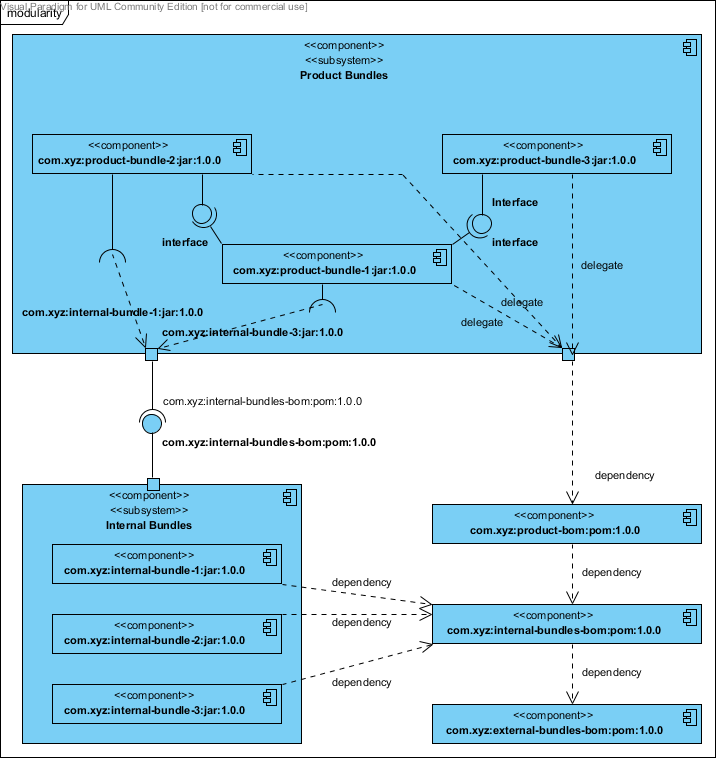 Visual Paradigm for UML Community Edition [not for commercial use]
modularity
<<component>>
<<subsystem>>
Product Bundles
<<component>>
com.xyz:product-bundle-2:jar:1.0.0
<<component>>
com.xyz:product-bundle-3:jar:1.0.0
Interface
interface
interface
<<component>>
com.xyz:product-bundle-1:jar:1.0.0
delegate
delegate
delegate
com.xyz:internal-bundle-1:jar:1.0.0
com.xyz:internal-bundle-3:jar:1.0.0
com.xyz:internal-bundles-bom:pom:1.0.0
com.xyz:internal-bundles-bom:pom:1.0.0
dependency
<<component>>
<<subsystem>>
Internal Bundles
<<component>>
com.xyz:product-bom:pom:1.0.0
<<component>>
com.xyz:internal-bundle-1:jar:1.0.0
dependency
dependency
<<component>>
com.xyz:internal-bundles-bom:pom:1.0.0
<<component>>
com.xyz:internal-bundle-2:jar:1.0.0
dependency
dependency
dependency
<<component>>
com.xyz:internal-bundle-3:jar:1.0.0
<<component>>
com.xyz:external-bundles-bom:pom:1.0.0